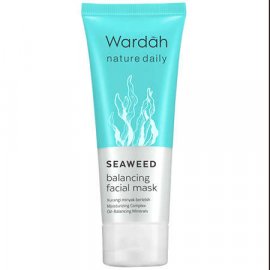 Wardah
nature daily
SEAWEED
balancing
facial mask
Kurangi minyak berlebih
Moisturizing Complex
Oil-Balancing Minerals